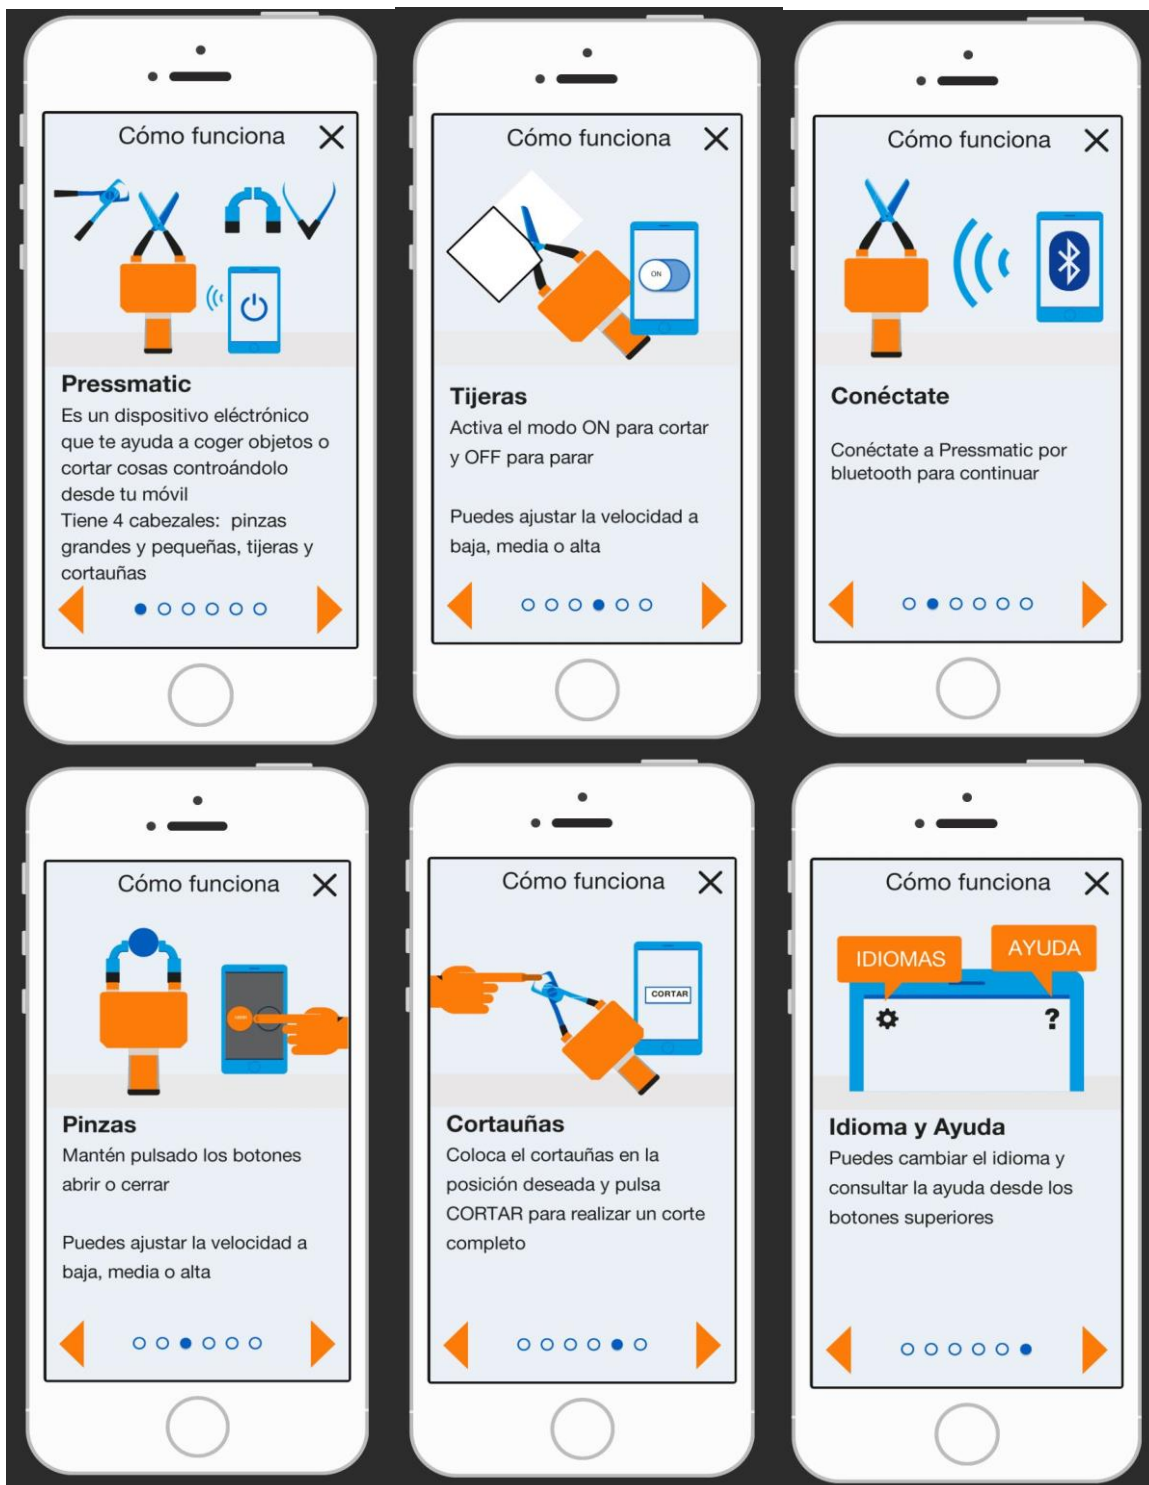 Cómo funciona
Pressmatic
Es un dispositivo eléctrónico
que te ayuda a coger objetos o
cortar cosas controándolo
desde tu móvil
Tiene 4 cabezales: pinzas
grandes y pequeñas, tijeras y
cortauñas
Cómo funciona
ON
Tijeras
Activa el modo ON para cortar
y OFF para parar
Puedes ajustar la velocidad a
baja, media o alta
Cómo funciona
Conéctate
Conéctate a Pressmatic por
bluetooth para continuar
Cómo funciona
Pinzas
Mantén pulsado los botones
abrir o cerrar
Puedes ajustar la velocidad a
baja, media o alta
Cómo funciona
CORTAR
Cortauñas
Coloca el cortauñas en la
posición deseada y pulsa
CORTAR para realizar un corte
completo
Cómo funciona
IDIOMAS
AYUDA
?
Idioma y Ayuda
Puedes cambiar el idioma y
consultar la ayuda desde los
botones superiores